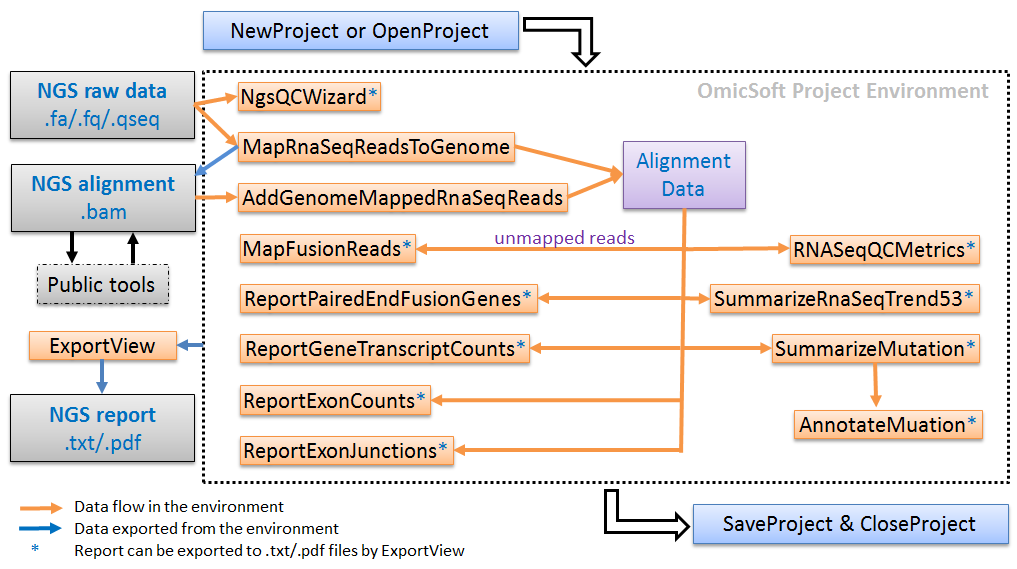 NewProject or OpenProject
OmicSoft Project Environment
NGS raw data
.fa/.fq/.qseq
NgsQCWizard*
MapRnaSeqReadsToGenome
Alignment
Data
NGS alignment
.bam
AddGenomeMappedRnaSeqReads
unmapped reads
MapFusionReads*
RNASeqQCMetrics*
Public tools
ReportPairedEndFusionGenes*
SummarizeRnaSeqTrend53*
ExportView
ReportGeneTranscriptCounts*
SummarizeMutation*
NGS report
.txt/.pdf
ReportExonCounts*
AnnotateMuation*
ReportExonJunctions*
Data flow in the environment
Data exported from the environment
* Report can be exported to .txt/.pdf files by ExportView
SaveProject & CloseProject